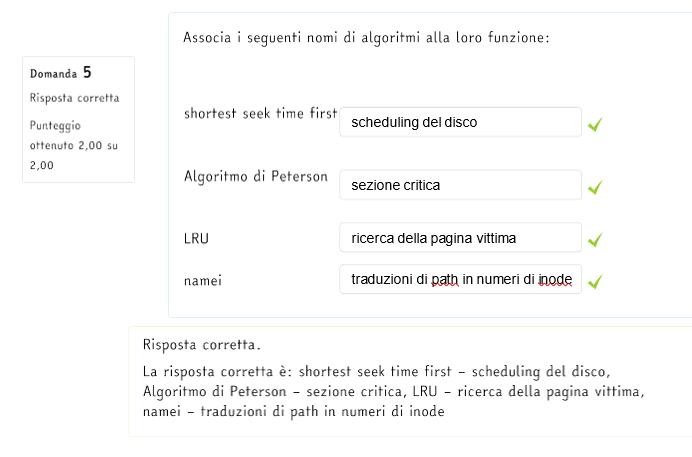 Associa i seguenti nomi di algoritmi alla loro funzione:
Domanda 5
Risposta corretta
Punteggio
ottenuto 2,00 su
2,00
shortest seek time first
scheduling del disco
Algoritmo di Peterson
sezione critica
LRU
ricerca della pagina vittima
namei
traduzioni di path in numeri di inode
Risposta corretta.
La risposta corretta è: shortest seek time first – scheduling del disco,
Algoritmo di Peterson – sezione critica, LRU – ricerca della pagina vittima,
namei – traduzioni di path in numeri di inode